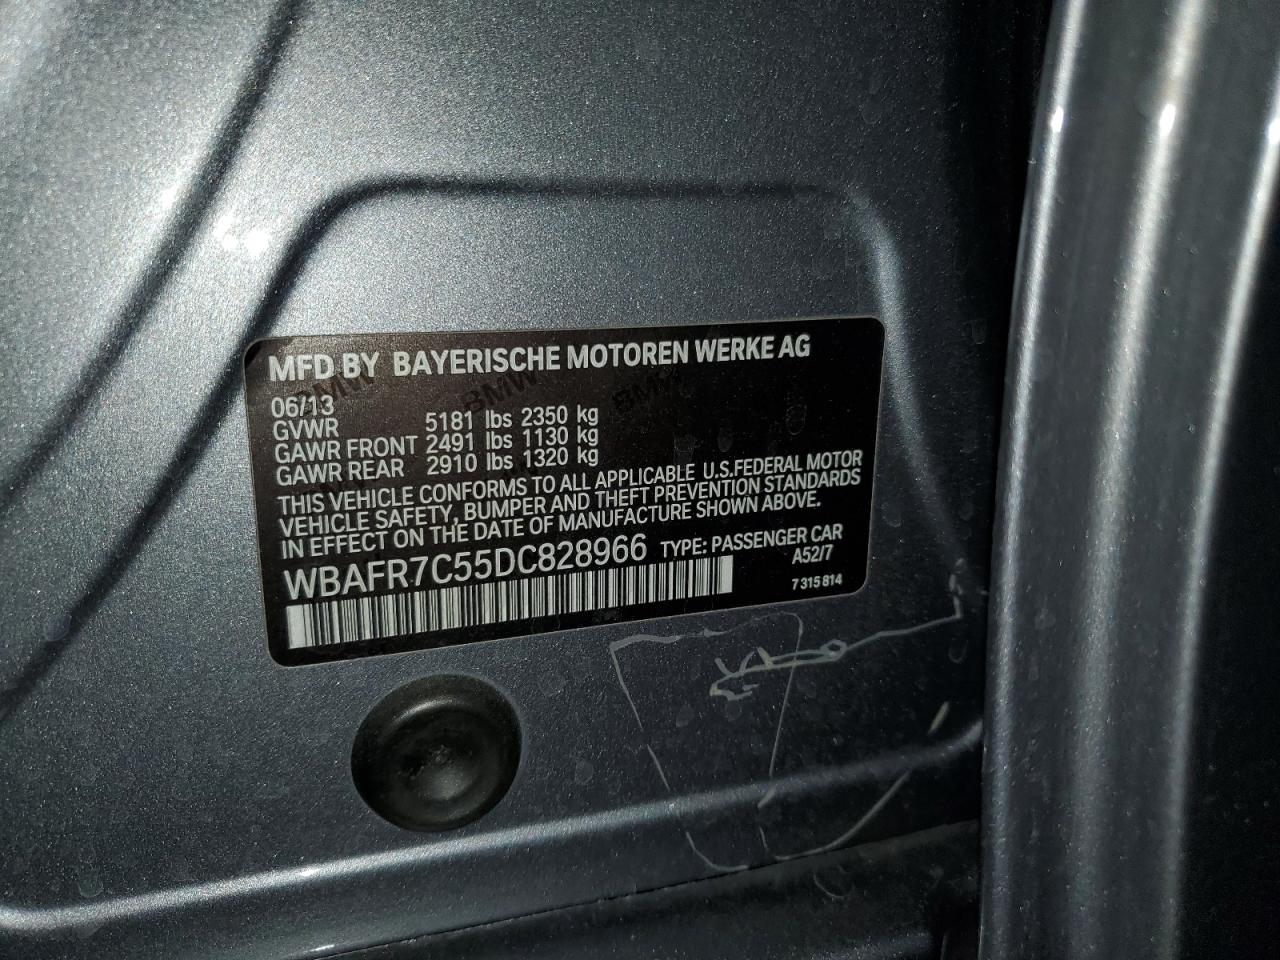 MFD BY BAYERISCHE MOTOREN WERKE AG
06/13
GVWR 5181 lbs 2350 kg
GAWR FRONT 2491 lbs 1130 kg
GAWR REAR 2910 lbs 1320 kg
THIS VEHICLE CONFORMS TO ALL APPLICABLE U.S.FEDERAL MOTOR
VEHICLE SAFETY, BUMPER AND THEFT PREVENTION STANDARDS
IN EFFECT ON THE DATE OF MANUFACTURE SHOWN ABOVE.
WBAFR7C55DC828966 TYPE: PASSENGER CAR
A52/7
7 315 814
BMW BMW BMW